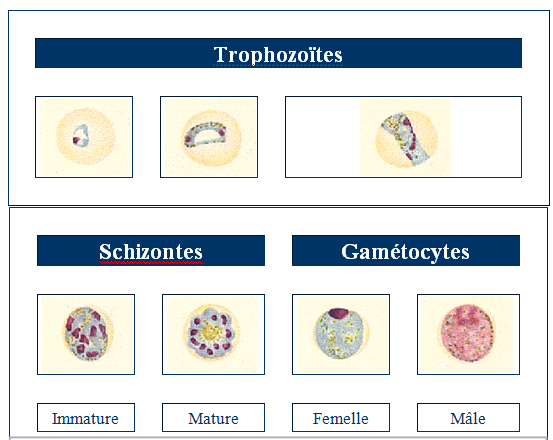 Trophozoïtes
Schizontes
Gamétocytes
Immature
Mature
Femelle
Mâle